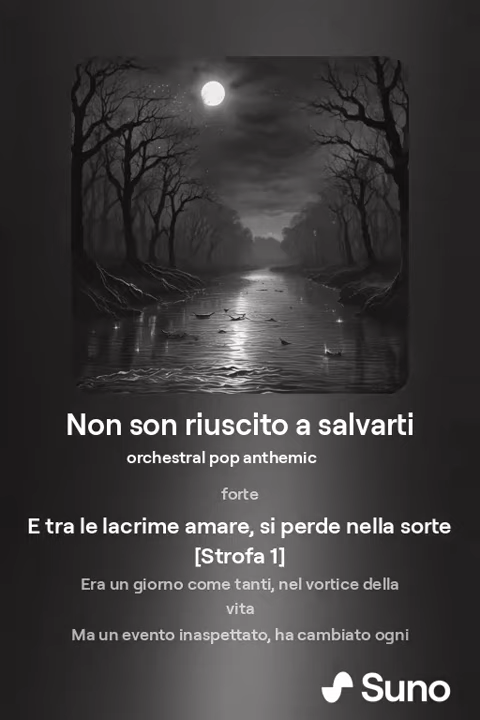 Non son riuscito a salvarti
orchestral pop anthemic
forte
E tra le lacrime amare, si perde nella sorte
[Strofa 1]
Era un giorno come tanti, nel vortice della
vita
Ma un evento inaspettato, ha cambiato ogni
Suno